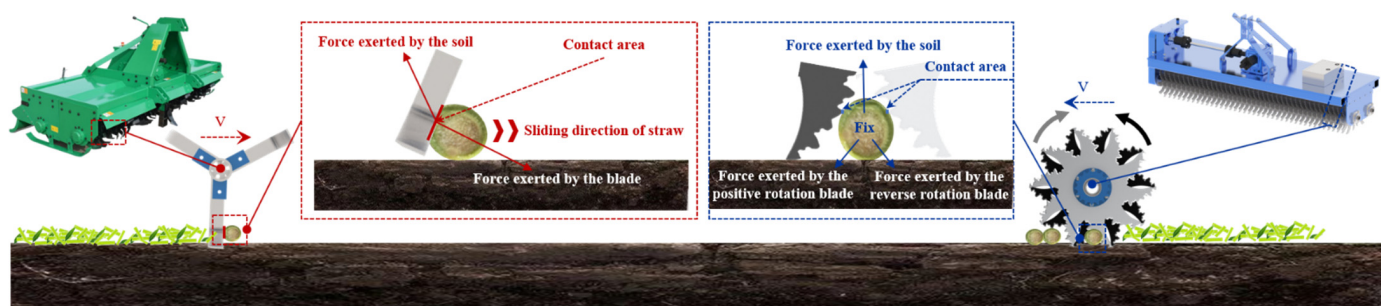 V
Force exerted by the soil
Contact area
Sliding direction of straw
Force exerted by the blade
Force exerted by the soil
Contact area
Fix
Force exerted by the
positive rotation blade
Force exerted by the
reverse rotation blade
V